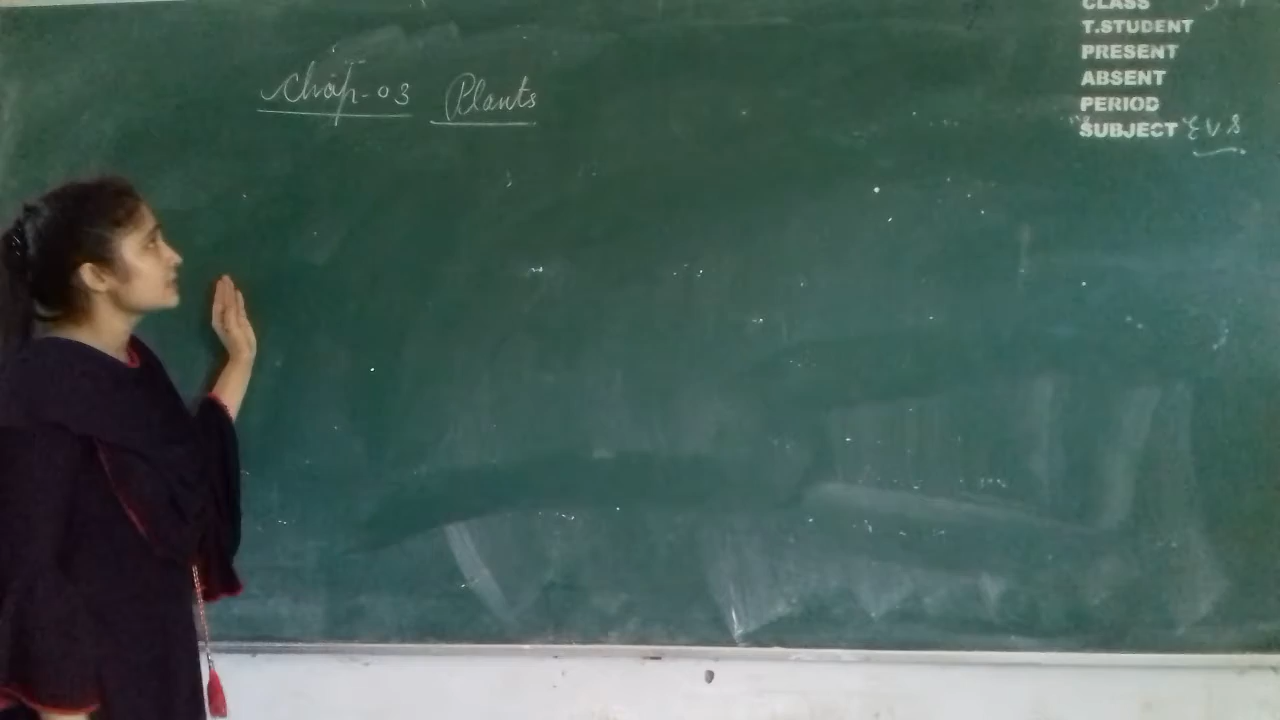 Chap-03 Plants
CLASS
T.STUDENT
PRESENT
ABSENT
PERIOD
SUBJECT EVS